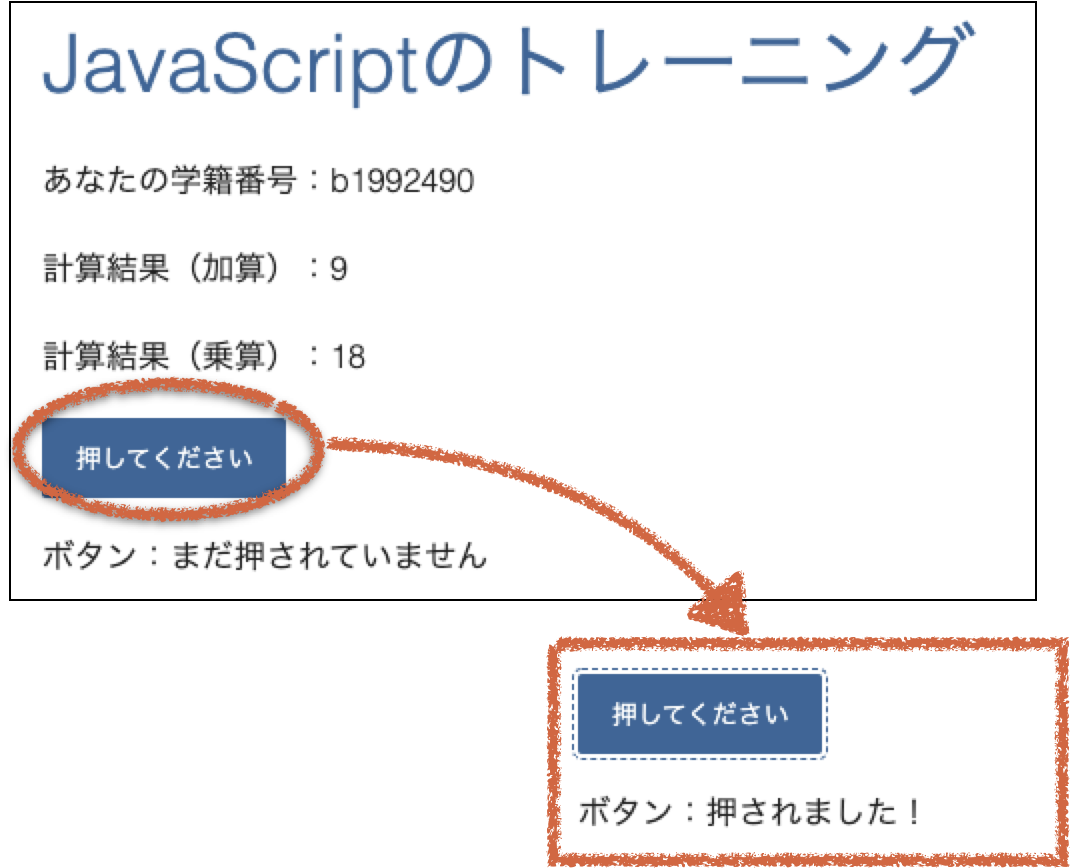 JavaScriptのトレーニング
あなたの学籍番号：b1992490
計算結果（加算）：9
計算結果（乗算）：18
押してください
ボタン：まだ押されていません
押してください
ボタン：押されました！